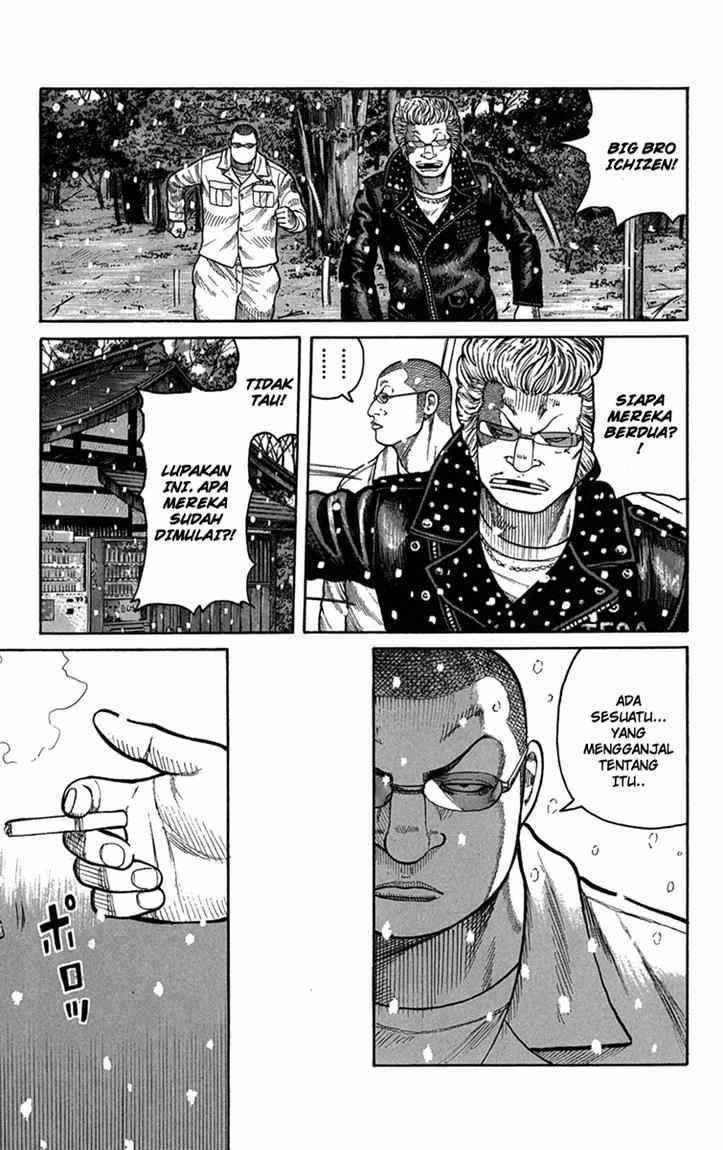 BIG BRO
ICHIZEN!
SIAPA
MEREKA
BERDUA?
!
......
TIDAK
TAU!
LUPAKAN
INI. APA
MEREKA
SUDAH
DIMULAI?!
ADA
SESUATU...
YANG
MENGGANJAL
TENTANG
ITU..
ポロッ